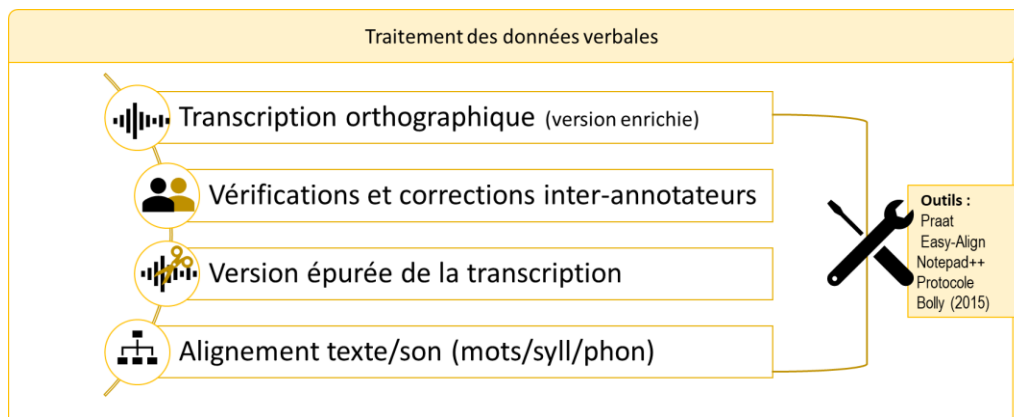 Traitement des données verbales
Transcription orthographique (version enrichie)
Vérifications et corrections inter-annotateurs
Version épurée de la transcription
Alignement texte/son (mots/syll/phon)
Outils :
Praat
Easy-Align
Notepad++
Protocole
Bolly (2015)